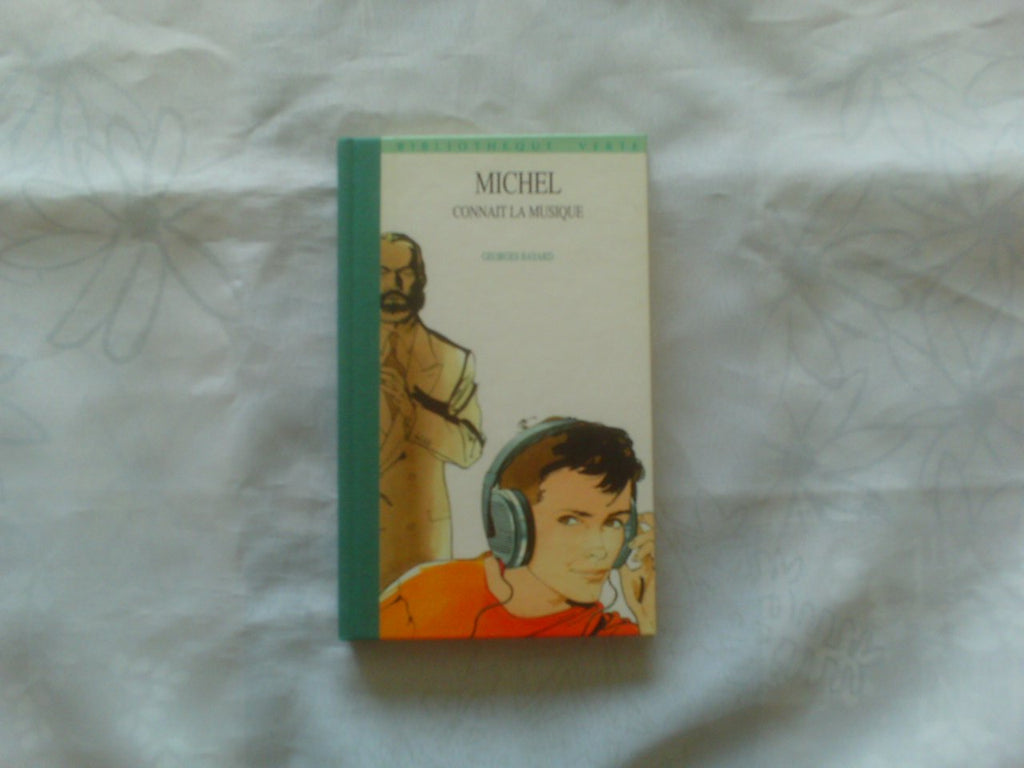 BIBLIOTHEQUE VERTE
MICHEL
CONNAIT LA MUSIQUE
GEORGES BAYARD